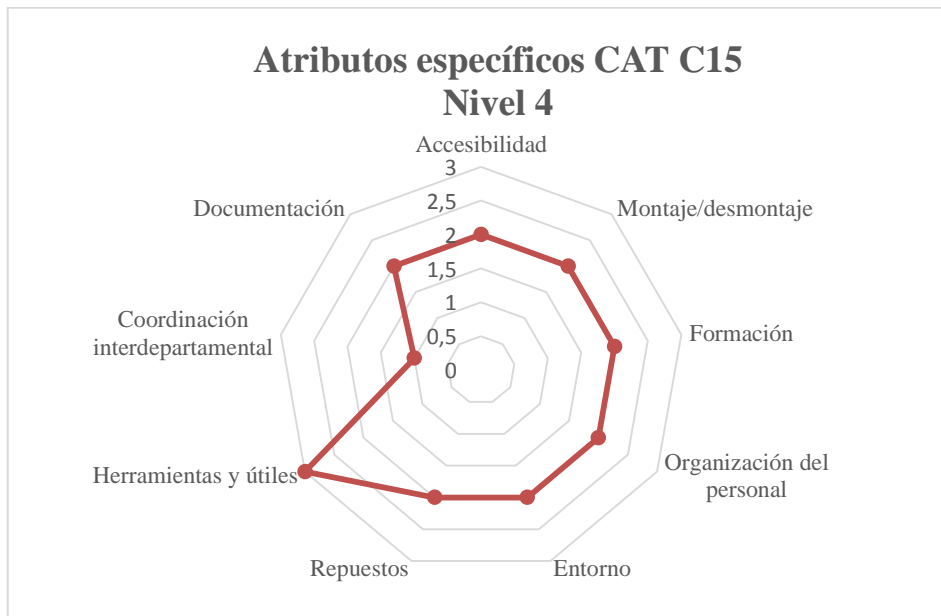 Atributos específicos CAT C15
Nivel 4
Accesibilidad
3
2,5
2
1,5
1
0,5
0
Montaje/desmontaje
Formación
Organización del
personal
Entorno
Repuestos
Herramientas y útiles
Coordinación
interdepartamental
Documentación